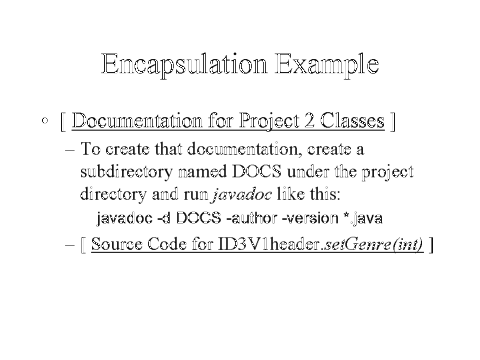 Encapsulation Example
◦ [ Documentation for Project 2 Classes ]
– To create that documentation, create a
subdirectory named DOCS under the project
directory and run javadoc like this:
javadoc -d DOCS -author -version *.java
– [ Source Code for ID3V1header.setGenre(int) ]